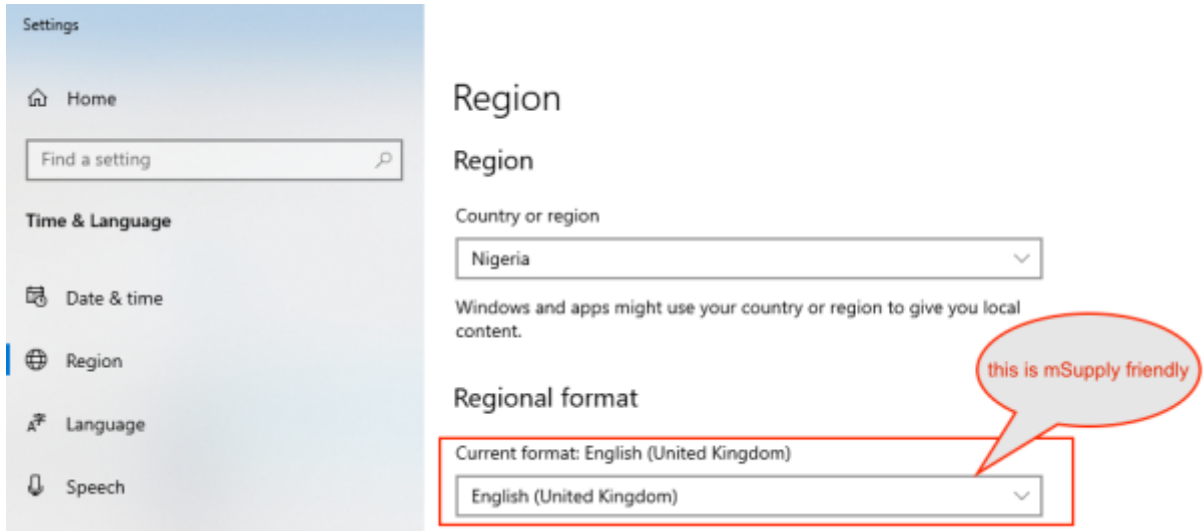 Settings
Home
Find a setting
Time & Language
Date & time
Region
Language
Speech
Region
Region
Country or region
Nigeria
Windows and apps might use your country or region to give you local
content.
Regional format
this is mSupply friendly
Current format: English (United Kingdom)
English (United Kingdom)